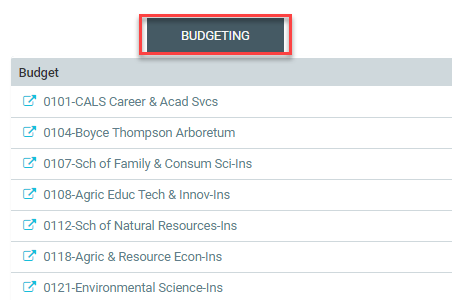 BUDGETING
Budget
0101-CALS Career & Acad Svcs
0104-Boyce Thompson Arboretum
0107-Sch of Family & Consum Sci-Ins
0108-Agric Educ Tech & Innov-Ins
0112-Sch of Natural Resources-Ins
0118-Agric & Resource Econ-Ins
0121-Environmental Science-Ins